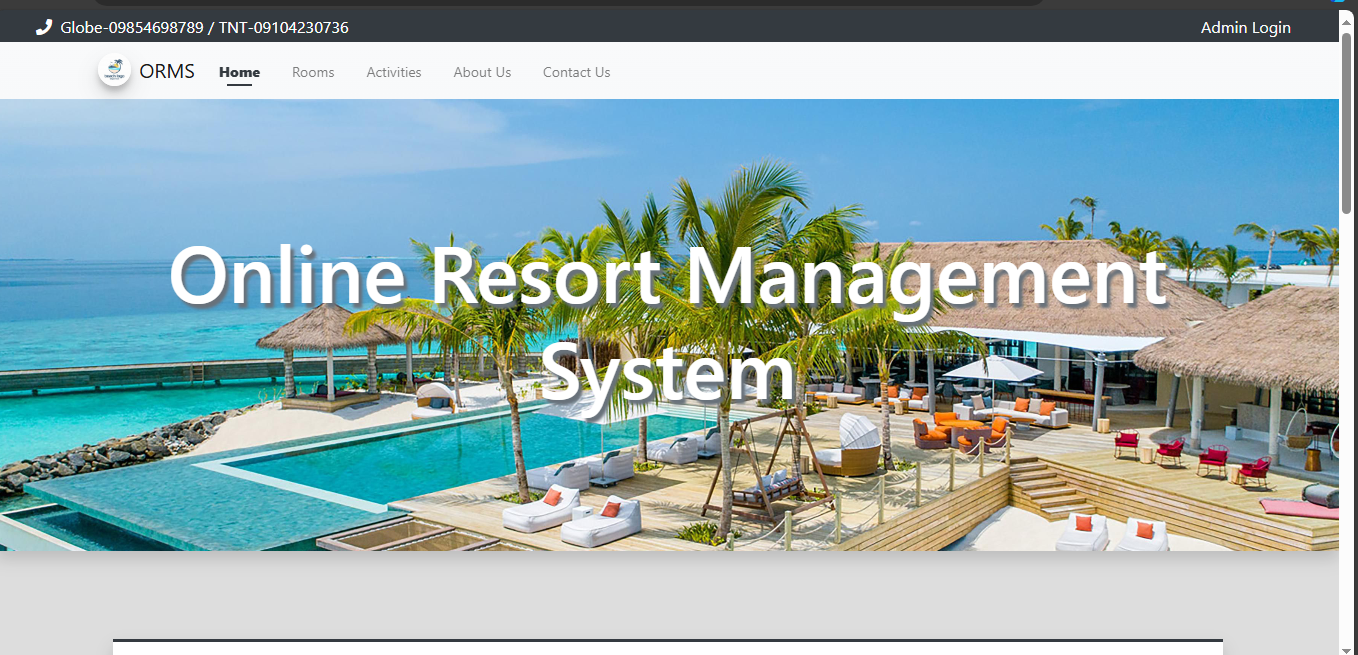 Globe-09854698789 / TNT-09104230736
Admin Login
ORMS
Home
Rooms
Activities
About Us
Contact Us
Online Resort Management
System